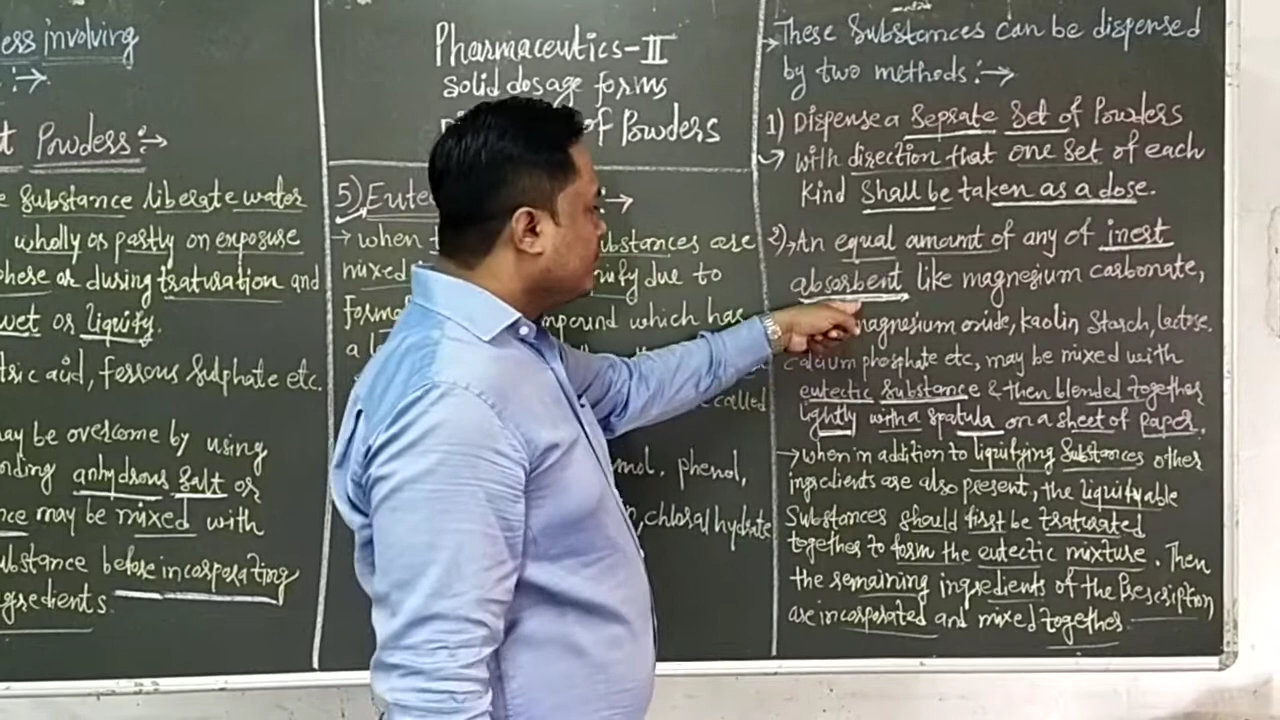 ess involving
:→
t Powders:→
e substance liberate water
wholly or partly on exposure
phere or during traturation and
wet or liquify.
tric aid, ferrous sulphate etc.
may be overcome by using
nding anhydrous salt or
nce may be mixed with
ubstance before incorporating
gredients.
Pharmaceutics-II
solid dosage forms
of Powders
5) Eute :→
→ when ubstances are
mixed nify due to
forma mpound which has
a l
called
mol, phenol,
n, chloral hydrate
→ These substances can be dispensed
by two methods:→
1) Dispense a seprate set of Powders
→ with direction that one set of each
kind shall be taken as a dose.
2)→ An equal amount of any of inert
absorbent like magnesium carbonate,
magnesium oxide, kaolin starch, lactose.
calcium phosphate etc, may be mixed with
eutectic substance & then blended together
lightly with a spatula on a sheet of paper.
→ when in addition to liquifying substances other
ingredients are also present, the liquifyable
substances should first be traturated
together to form the eutectic mixture. Then
the remaining ingredients of the Prescription
are incorporated and mixed together